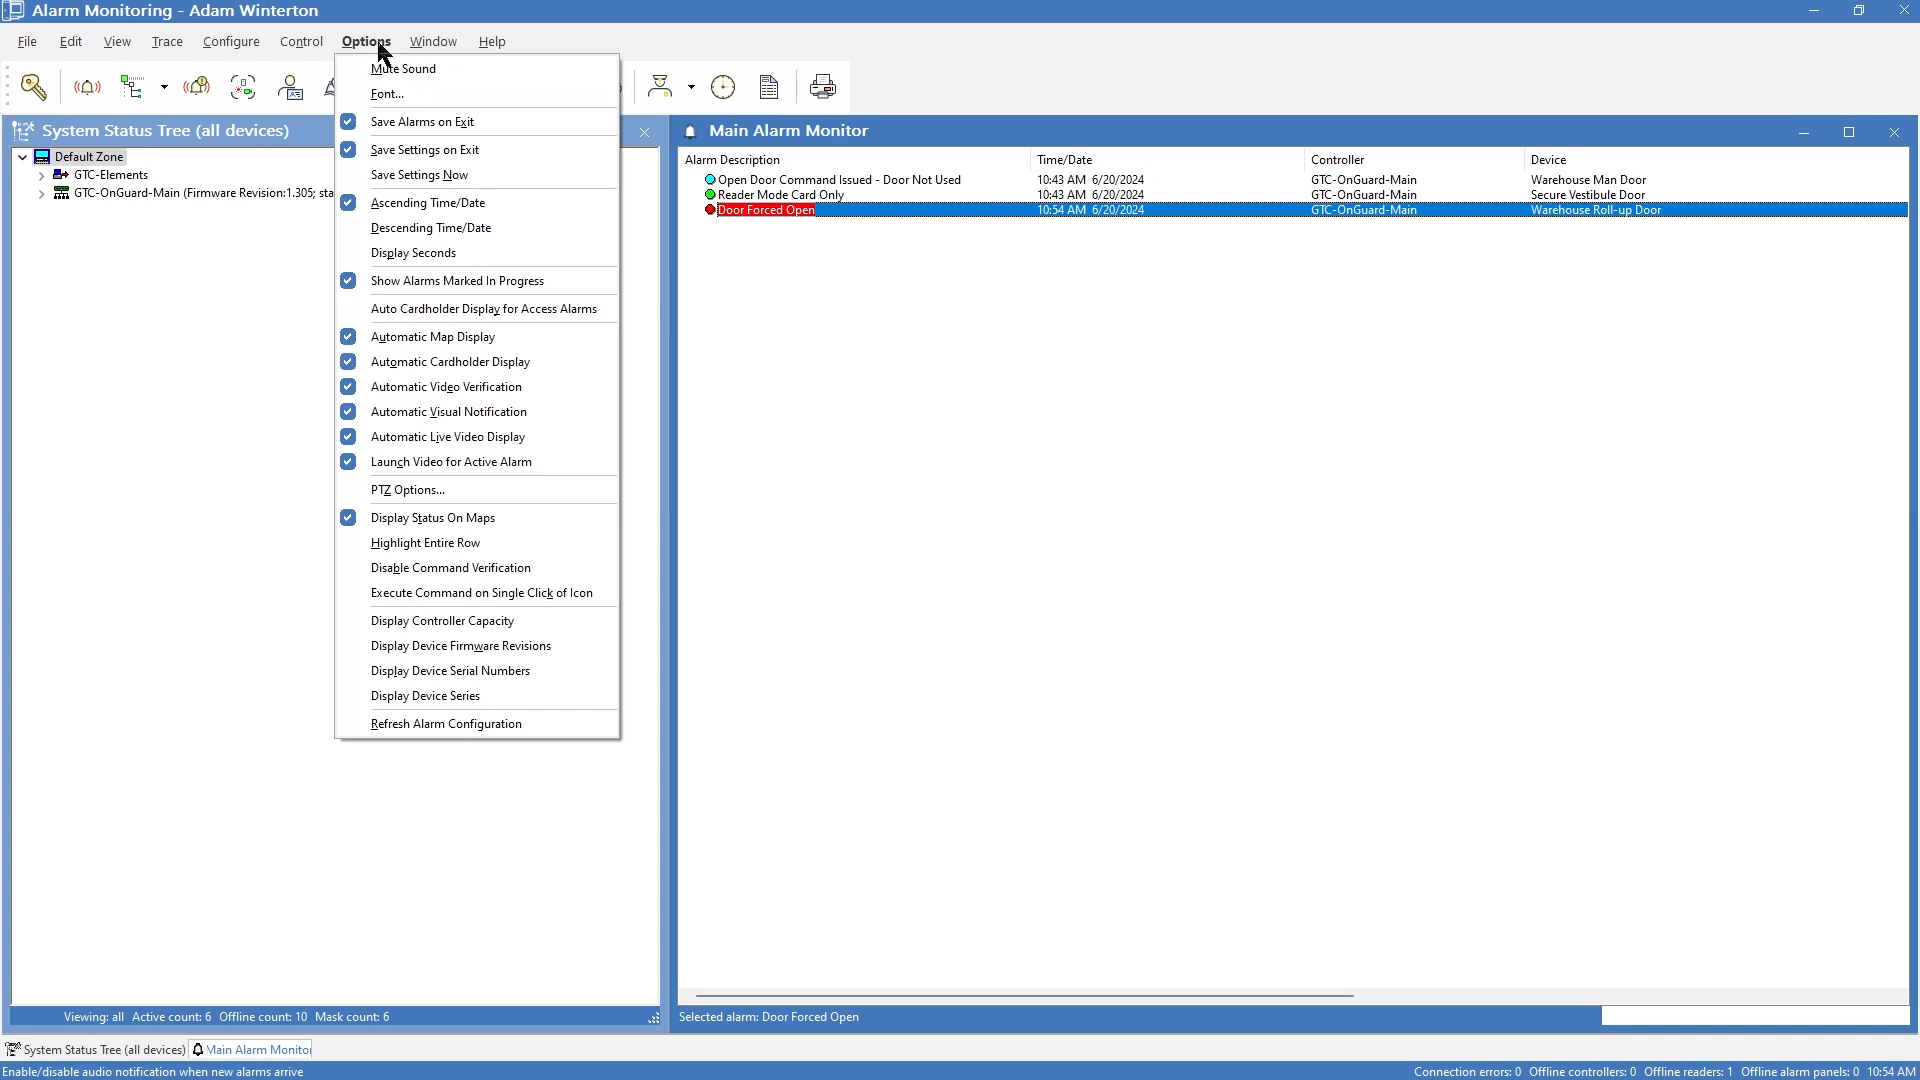 Alarm Monitoring - Adam Winterton
File Edit View Trace Configure Control Options Window Help
Mute Sound
Font...
Save Alarms on Exit
Save Settings on Exit
Save Settings Now
Ascending Time/Date
Descending Time/Date
Display Seconds
Show Alarms Marked In Progress
Auto Cardholder Display for Access Alarms
Automatic Map Display
Automatic Cardholder Display
Automatic Video Verification
Automatic Visual Notification
Automatic Live Video Display
Launch Video for Active Alarm
PTZ Options...
Display Status On Maps
Highlight Entire Row
Disable Command Verification
Execute Command on Single Click of Icon
Display Controller Capacity
Display Device Firmware Revisions
Display Device Serial Numbers
Display Device Series
Refresh Alarm Configuration
System Status Tree (all devices)
Default Zone
GTC-Elements
GTC-OnGuard-Main (Firmware Revision:1.305; sta
Viewing: all Active count: 6 Offline count: 10 Mask count: 6
Main Alarm Monitor
Alarm Description Time/Date Controller Device
Open Door Command Issued - Door Not Used 10:43 AM 6/20/2024 GTC-OnGuard-Main Warehouse Man Door
Reader Mode Card Only 10:43 AM 6/20/2024 GTC-OnGuard-Main Secure Vestibule Door
Door Forced Open 10:54 AM 6/20/2024 GTC-OnGuard-Main Warehouse Roll-up Door
Selected alarm: Door Forced Open
System Status Tree (all devices) Main Alarm Monitor
Enable/disable audio notification when new alarms arrive Connection errors: 0 Offline controllers: 0 Offline readers: 1 Offline alarm panels: 0 10:54 AM